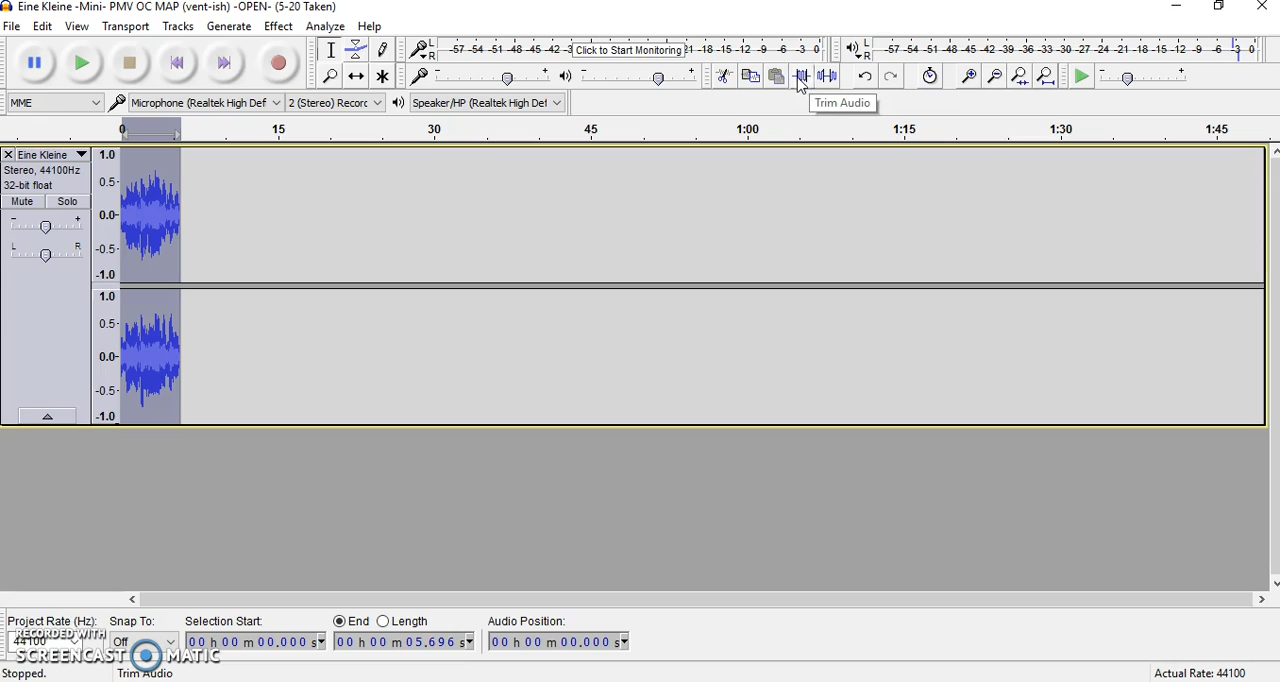 Eine Kleine -Mini- PMV OC MAP (vent-ish) -OPEN- (5-20 Taken)
File Edit View Transport Tracks Generate Effect Analyze Help
L R -57 -54 -51 -48 -45 -42 -3 Click to Start Monitoring 21 -18 -15 -12 -9 -6 -3 0 L R -57 -54 -51 -48 -45 -42 -39 -36 -33 -30 -27 -24 -21 -18 -15 -12 -9 -6 -3 0
- + - + - +
MME Microphone (Realtek High Def 2 (Stereo) Recorc Speaker/HP (Realtek High Def Trim Audio
0 15 30 45 1:00 1:15 1:30 1:45
Eine Kleine 1.0
Stereo, 44100Hz
32-bit float 0.5
Mute Solo
- + 0.0
L R -0.5
-1.0
1.0
0.5
0.0
-0.5
-1.0
Project Rate (Hz): Snap To: Selection Start: End Length Audio Position:
44100 Off 00 h 00 m 00.000 s 00 h 00 m 05.696 s 00 h 00 m 00.000 s
RECORDED WITH
SCREENCAST MATIC
Stopped. Trim Audio Actual Rate: 44100